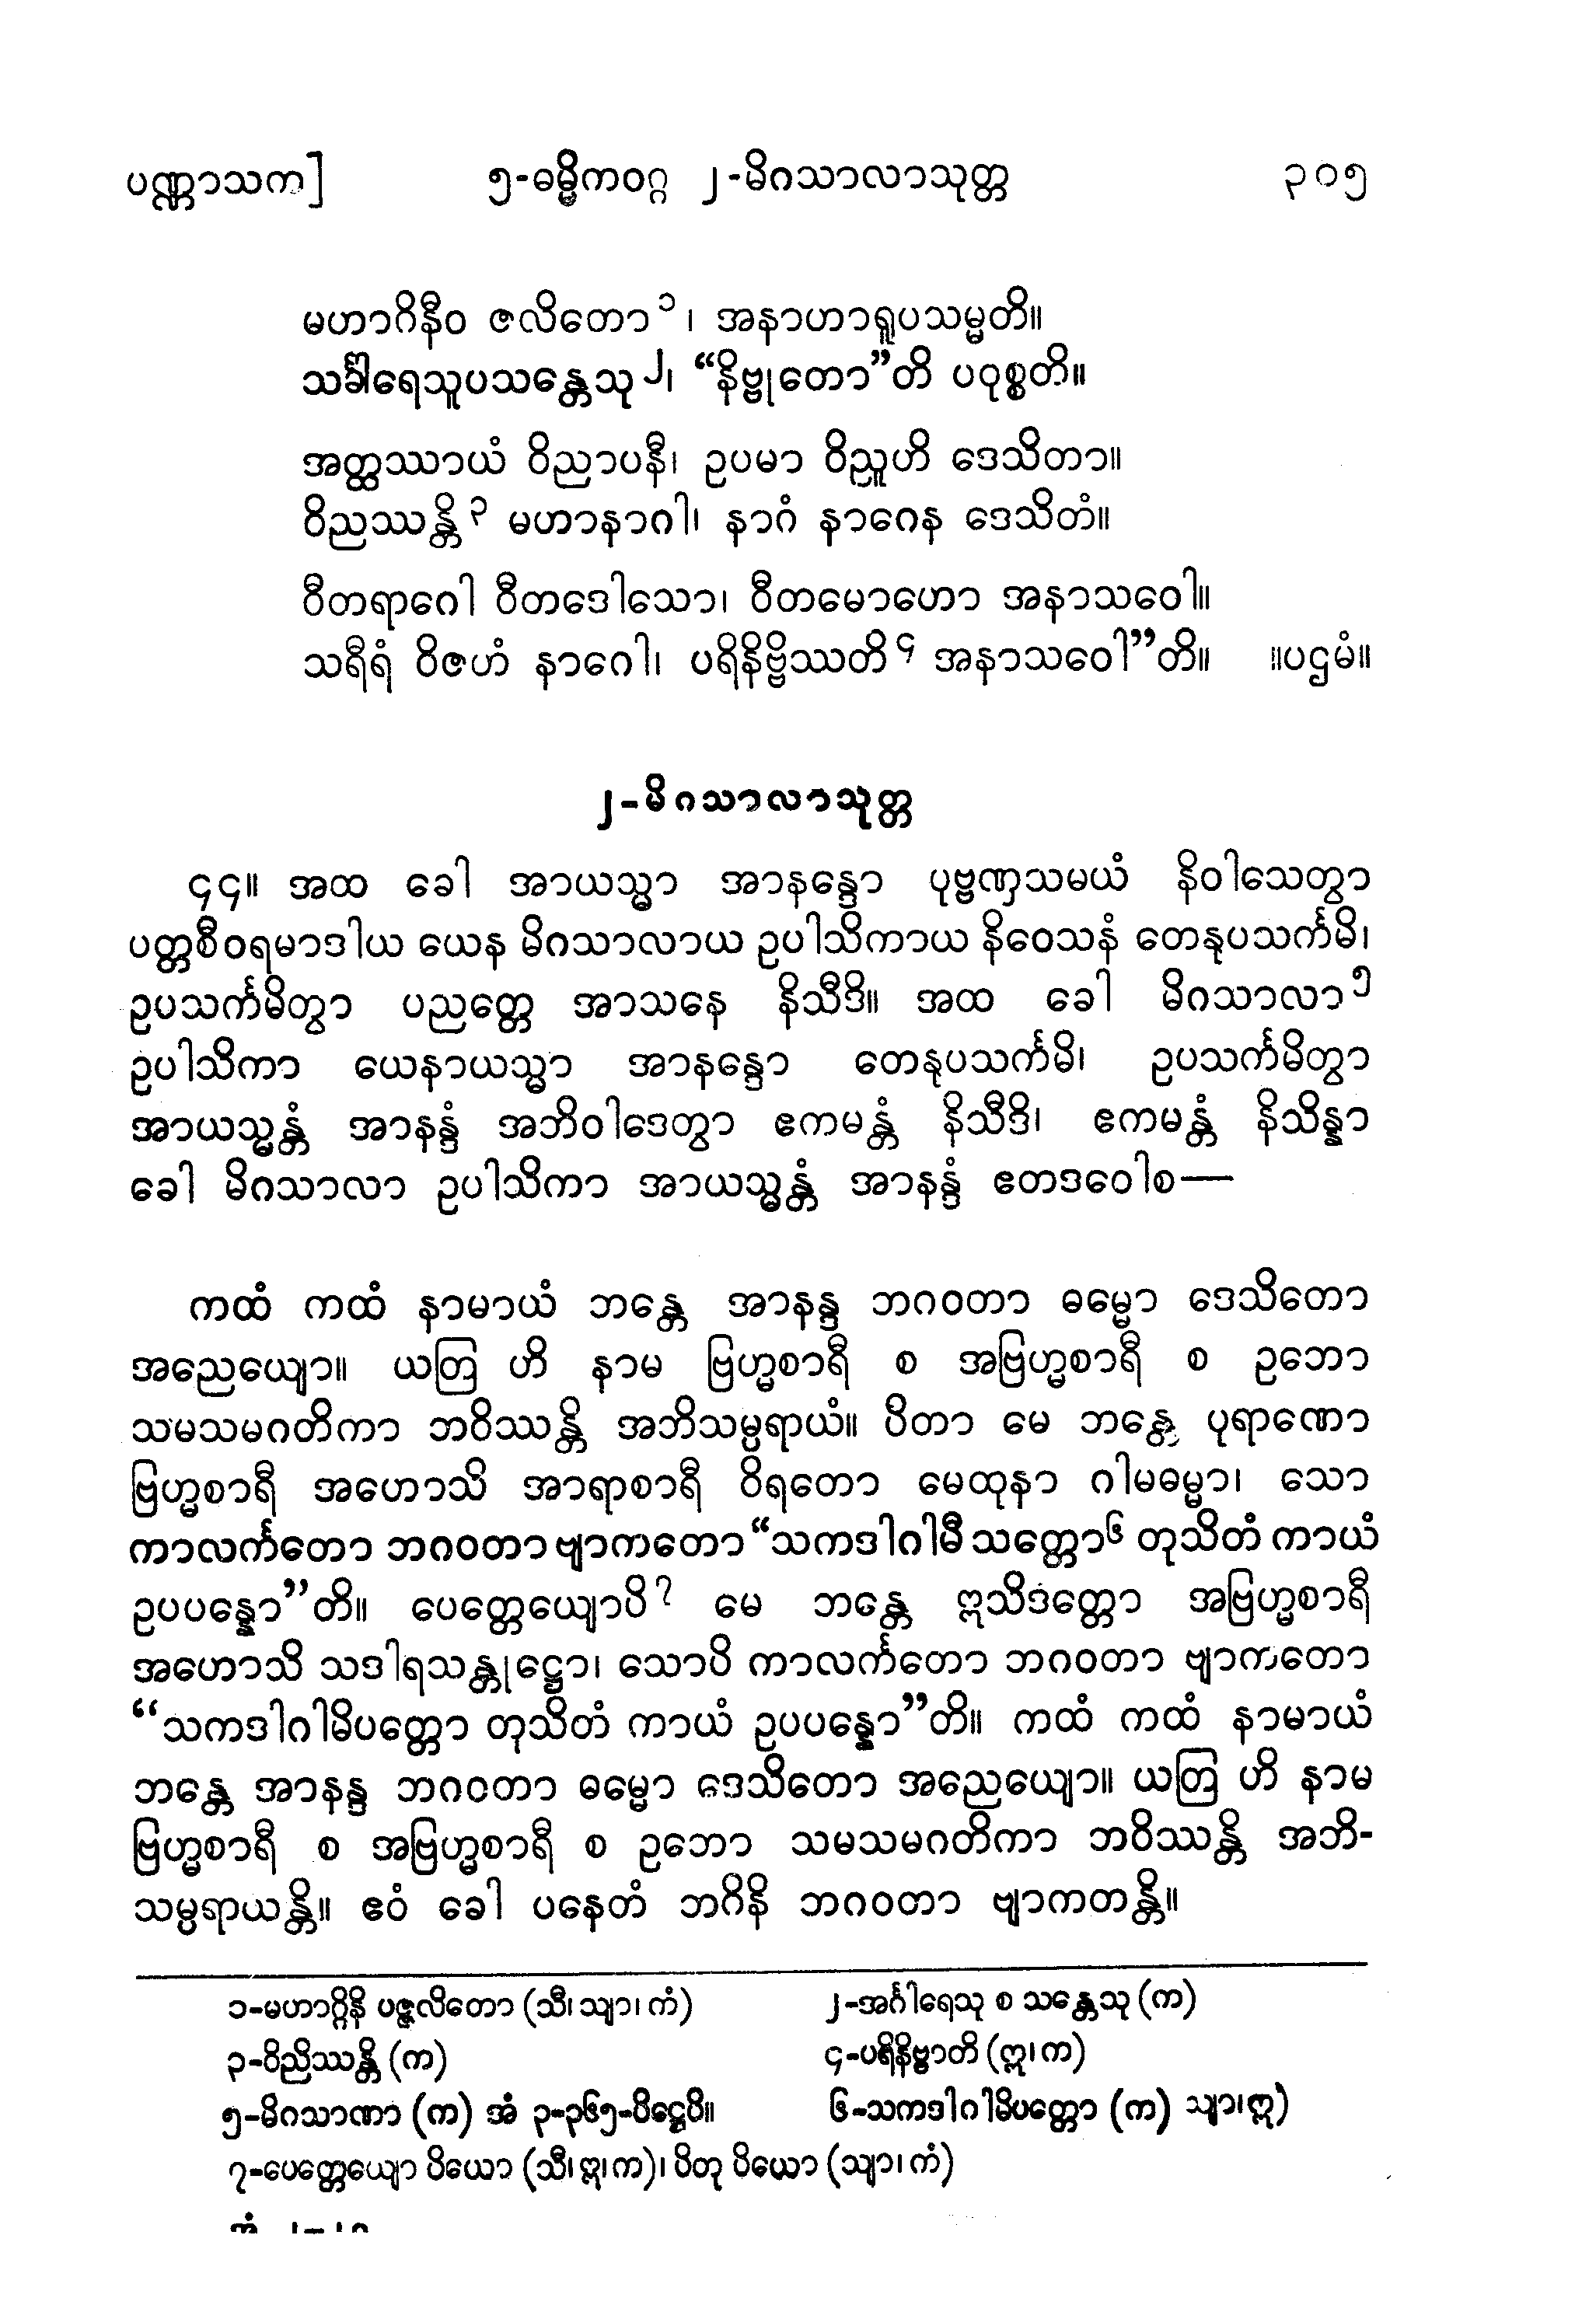 ပဏ္ဏာသက]	၅-ဓမ္မိကဝဂ္ဂ ၂-မိဂသာလာသုတ္တ	၃၀၅
မဟာဂိနီဝ ဇလိတော၁၊ အနာဟာရူပသမ္မတိ။
သင်္ခါရေသူပသန္တေသု၂၊ “နိဗ္ဗုတော”တိ ပဝုစ္စတိ။
အတ္ထဿာယံ ဝိညာပနီ၊ ဥပမာ ဝိညူဟိ ဒေသိတာ။
ဝိညဿန္တိ၃ မဟာနာဂါ၊ နာဂံ နာဂေန ဒေသိတံ။
ဝီတရာဂေါ ဝီတဒေါသော၊ ဝီတမောဟော အနာသဝေါ။
သရီရံ ဝိဇဟံ နာဂေါ၊ ပရိနိဗ္ဗိဿတိ၄ အနာသဝေါ”တိ။ ။ပဌမံ။
၂-မိဂသာလာသုတ္တ
၄၄။ အထ ခေါ အာယသ္မာ အာနန္ဒော ပုဗ္ဗဏှသမယံ နိဝါသေတွာ
ပတ္တစီဝရမာဒါယ ယေန မိဂသာလာယ ဥပါသိကာယ နိဝေသနံ တေနုပသင်္ကမိ၊
ဥပသင်္ကမိတွာ ပညတ္တေ အာသနေ နိသီဒိ။ အထ ခေါ မိဂသာလာ၅
ဥပါသိကာ ယေနာယသ္မာ အာနန္ဒော တေနုပသင်္ကမိ၊ ဥပသင်္ကမိတွာ
အာယသ္မန္တံ အာနန္ဒံ အဘိဝါဒေတွာ ဧကမန္တံ နိသီဒိ၊ ဧကမန္တံ နိသိန္နာ
ခေါ မိဂသာလာ ဥပါသိကာ အာယသ္မန္တံ အာနန္ဒံ ဧတဒဝေါစ—
ကထံ ကထံ နာမာယံ ဘန္တေ အာနန္ဒ ဘဂဝတာ ဓမ္မော ဒေသိတော
အညေယျော။ ယတြ ဟိ နာမ ဗြဟ္မစာရီ စ အဗြဟ္မစာရီ စ ဥဘော
သမသမဂတိကာ ဘဝိဿန္တိ အဘိသမ္ပရာယံ။ ပိတာ မေ ဘန္တေ ပုရာဏော
ဗြဟ္မစာရီ အဟောသိ အာရာစာရီ ဝိရတော မေထုနာ ဂါမဓမ္မာ၊ သော
ကာလင်္ကတော ဘဂဝတာ ဗျာကတော “သကဒါဂါမီ သတ္တော၆ တုသိတံ ကာယံ
ဥပပန္နော”တိ။ ပေတ္တေယျောပိ၇ မေ ဘန္တေ ဣသိဒတ္တော အဗြဟ္မစာရီ
အဟောသိ သဒါရသန္တုဋ္ဌော၊ သောပိ ကာလင်္ကတော ဘဂဝတာ ဗျာကတော
“သကဒါဂါမိပတ္တော တုသိတံ ကာယံ ဥပပန္နော”တိ။ ကထံ ကထံ နာမာယံ
ဘန္တေ အာနန္ဒ ဘဂဝတာ ဓမ္မော ဒေသိတော အညေယျော။ ယတြ ဟိ နာမ
ဗြဟ္မစာရီ စ အဗြဟ္မစာရီ စ ဥဘော သမသမဂတိကာ ဘဝိဿန္တိ အဘိ-
သမ္ပရာယန္တိ။ ဧဝံ ခေါ ပနေတံ ဘဂိနိ ဘဂဝတာ ဗျာကတန္တိ။
၁-မဟာဂ္ဂိနိ ပဇ္ဇလိတော (သီ၊ သျာ၊ ကံ)	၂-အင်္ဂါရေသု စ သန္တေသု (က)
၃-ဝိညိဿန္တိ (က)	၄-ပရိနိဗ္ဗာတိ (ဣ၊ က)
၅-မိဂသာဏာ (က) အံ ၃-၃၆၅-ပိဋ္ဌေပိ။	၆-သကဒါဂါမိပတ္တော (က) သျာ၊ဣ)
၇-ပေတ္တေယျော ပိယော (သီ၊ ဣ၊ က)၊ ပိတု ပိယော (သျာ၊ ကံ)